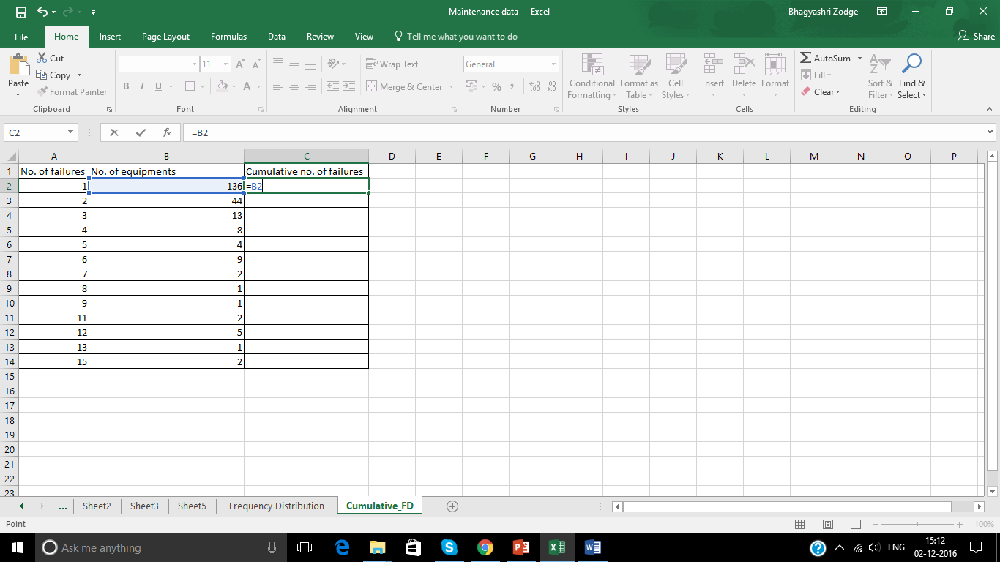 Maintenance data - Excel
Bhagyashri Zodge
File Home Insert Page Layout Formulas Data Review View Tell me what you want to do Share
Paste
Cut
Copy
Format Painter
Clipboard
11
B I U A
Font
Wrap Text
Merge & Center
Alignment
General
% ,
Number
Conditional Formatting
Format as Table
Cell Styles
Styles
Insert
Delete
Format
Cells
AutoSum
Fill
Clear
Sort & Filter
Find & Select
Editing
C2 fx =B2
A B C D E F G H I J K L M N O P
1 No. of failures No. of equipments Cumulative no. of failures
2 1 136 =B2
3 2 44
4 3 13
5 4 8
6 5 4
7 6 9
8 7 2
9 8 1
10 9 1
11 11 2
12 12 5
13 13 1
14 15 2
15
16
17
18
19
20
21
22
23
... Sheet2 Sheet3 Sheet5 Frequency Distribution Cumulative_FD
Point 100%
Ask me anything
ENG
15:12
02-12-2016